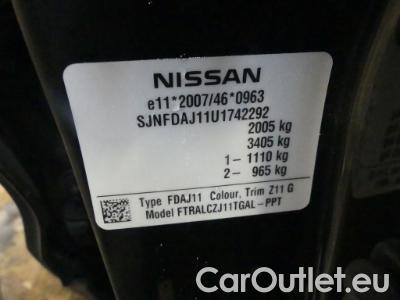 NISSAN
e11*2007/46*0963
SJNFDAJ11U1742292
2005 kg
3405 kg
1- 1110 kg
2- 965 kg
Type FDAJ11 Colour, Trim Z11 G
Model FTRALCZJ11TGAL-PPT
CarOutlet.eu